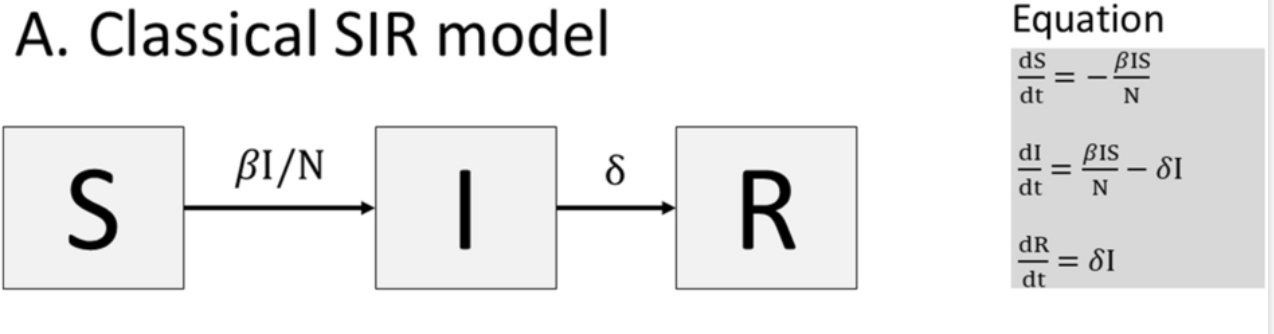 A. Classical SIR model
S
βI/N
I
δ
R
Equation
dS/dt = − βIS/N
dI/dt = βIS/N − δI
dR/dt = δI